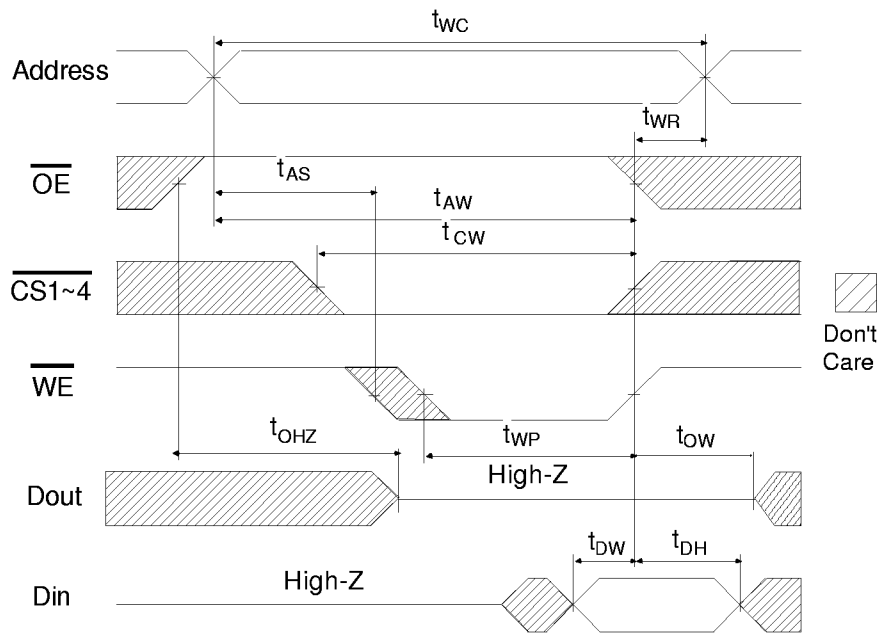 tWC
Address
tWR
OE
tAS
tAW
tCW
CS1~4
Don't
Care
WE
tOHZ
tWP
tOW
High-Z
Dout
tDW
tDH
High-Z
Din